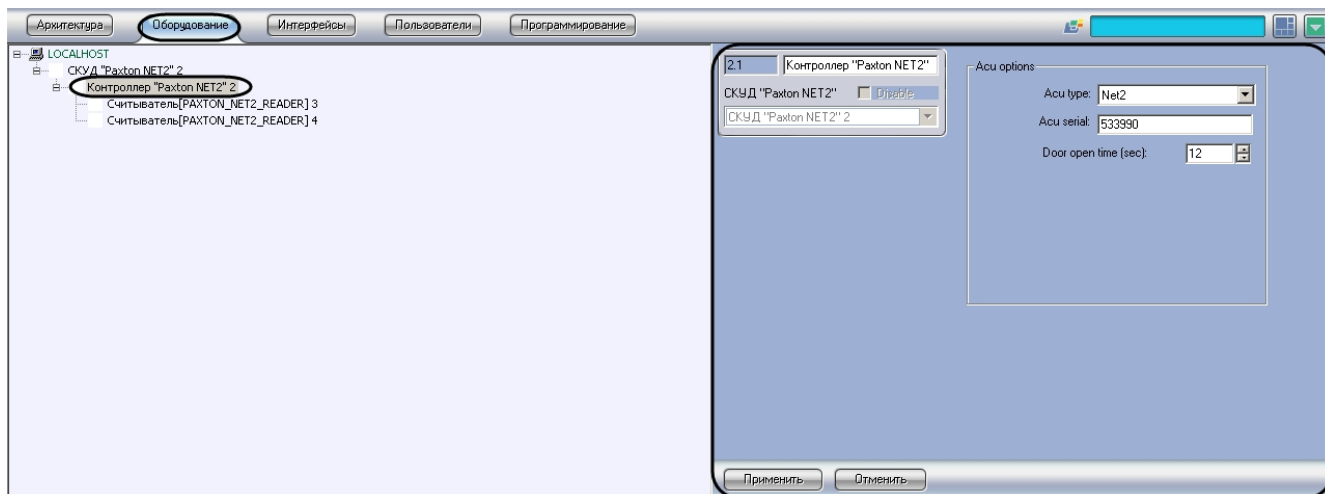 Архитектура Оборудование Интерфейсы Пользователи Программирование
LOCALHOST
СКУД "Paxton NET2" 2
Контроллер "Paxton NET2" 2
Считыватель[PAXTON_NET2_READER] 3
Считыватель[PAXTON_NET2_READER] 4
2.1 Контроллер "Paxton NET2"
СКУД "Paxton NET2" Disable
СКУД "Paxton NET2" 2
Acu options
Acu type: Net2
Acu serial: 533990
Door open time (sec): 12
Применить Отменить